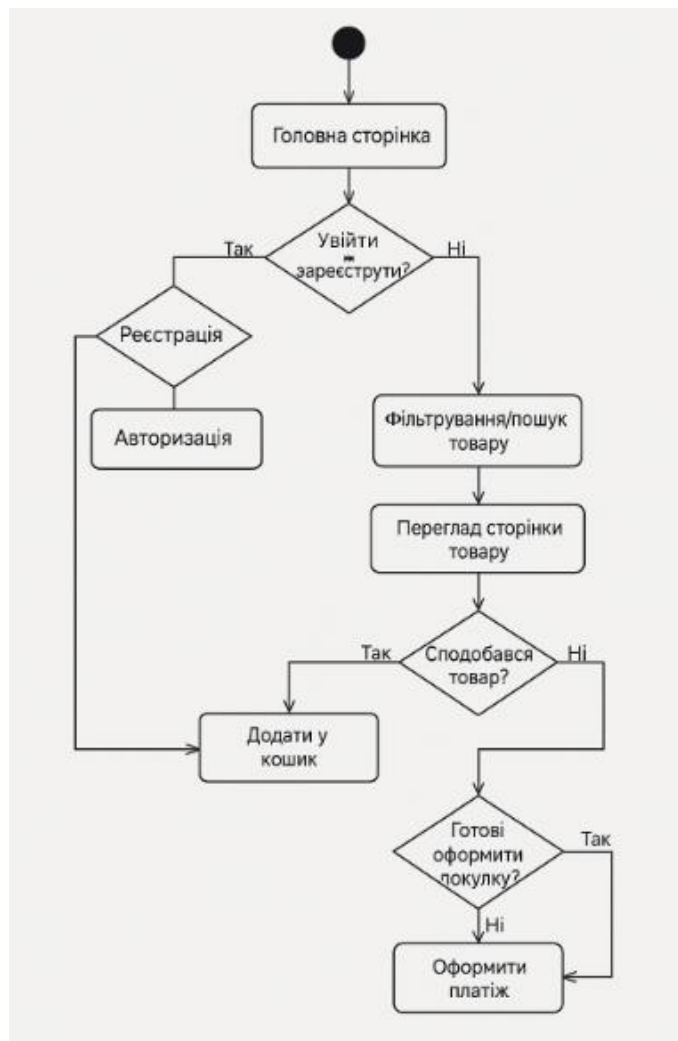 Головна сторінка
Увійти
зареєструти?
Так
Ні
Реєстрація
Авторизація
Фільтрування/пошук
товару
Переглад сторінки
товару
Сподобався
товар?
Так
Ні
Додати у
кошик
Готові
оформити
покулку?
Так
Ні
Оформити
платіж